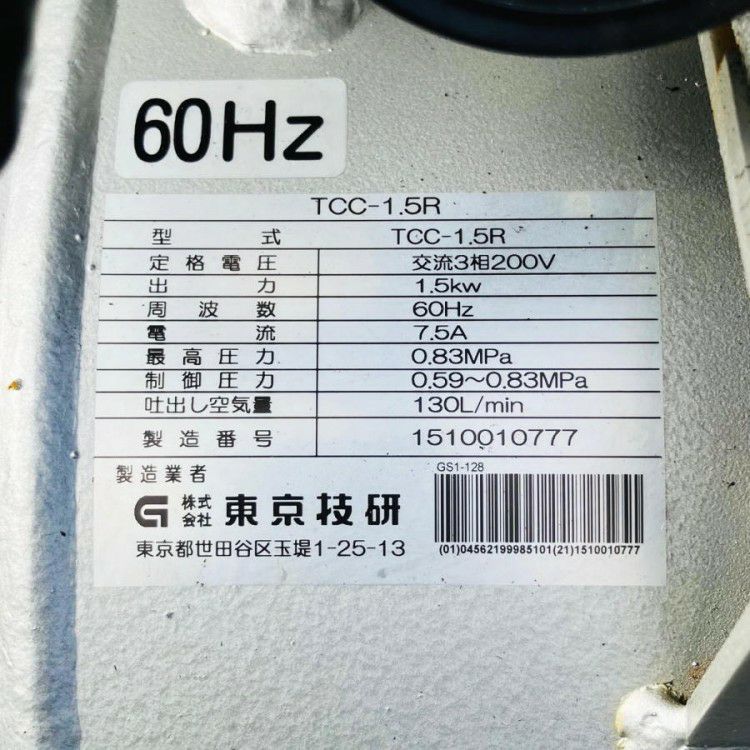 60Hz
TCC-1.5R
型式 TCC-1.5R
定格電圧 交流3相200V
出力 1.5kw
周波数 60Hz
電流 7.5A
最高圧力 0.83MPa
制御圧力 0.59～0.83MPa
吐出し空気量 130L/min
製造番号 1510010777
製造業者
GS1-128
株式会社 東京技研
東京都世田谷区玉堤1-25-13
(01)04562199985101(21)1510010777